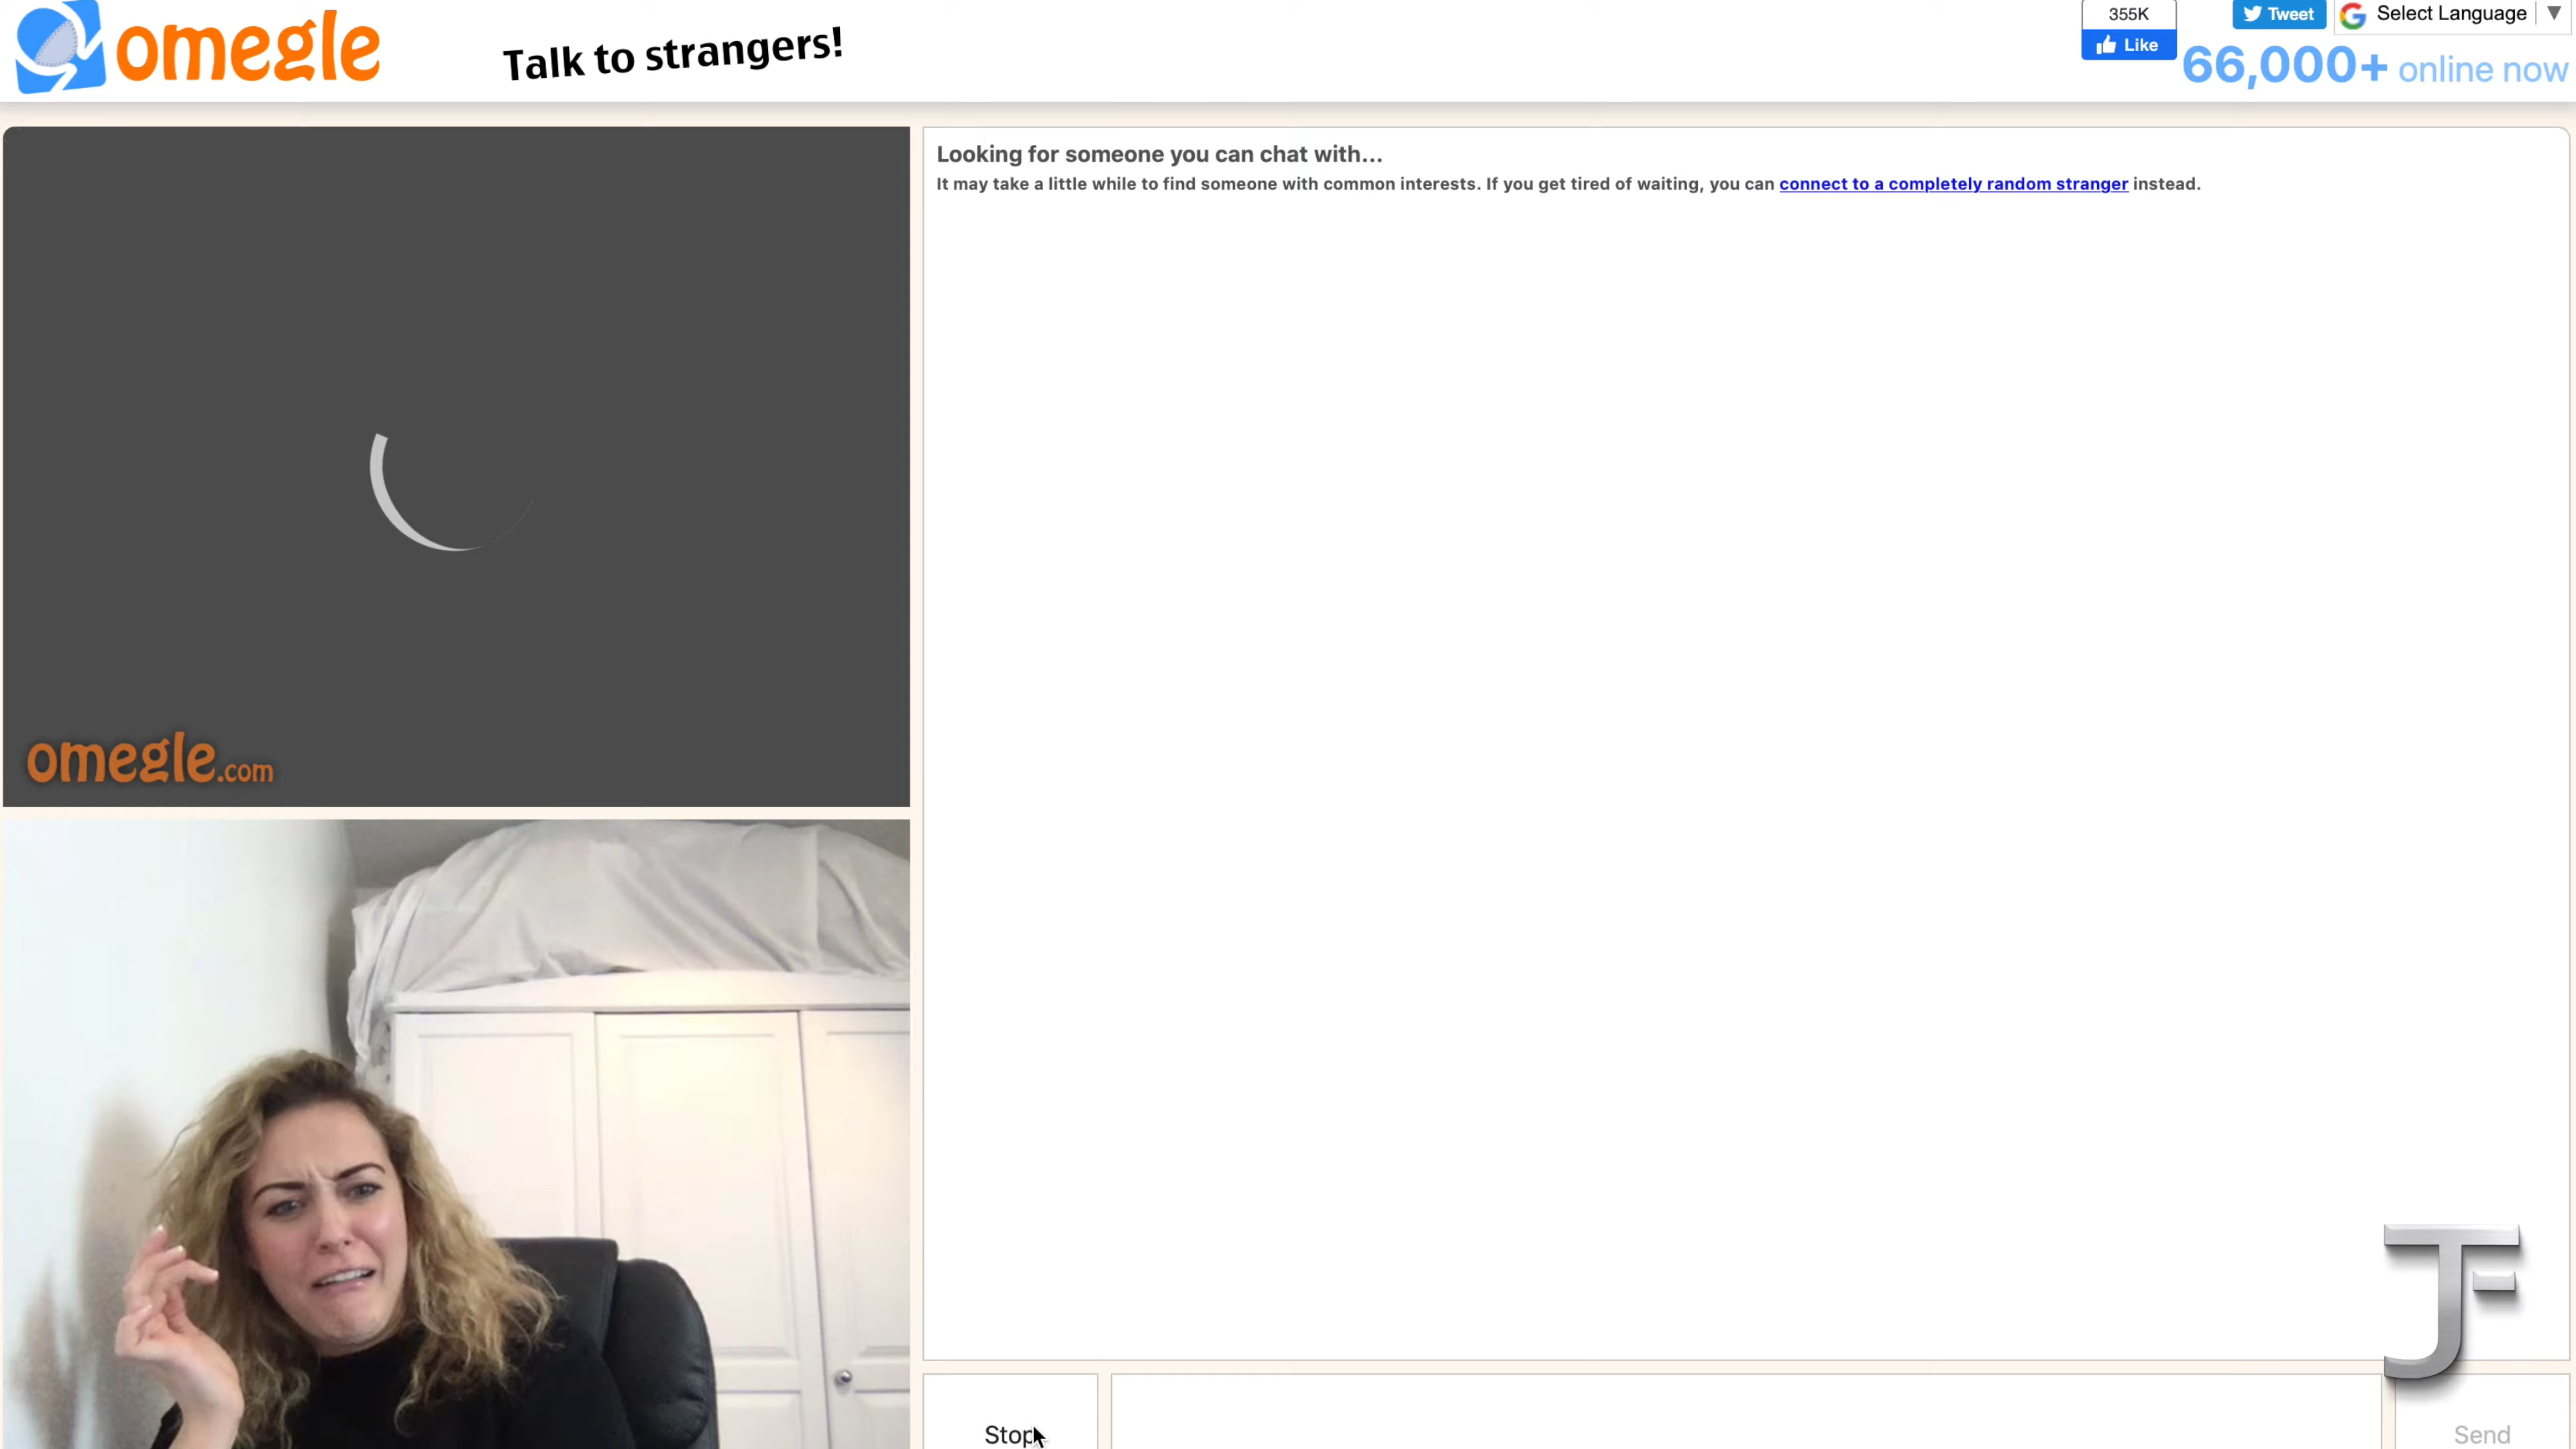 omegle
Talk to strangers!
355K
Like
Tweet
Select Language
66,000+ online now
Looking for someone you can chat with...
It may take a little while to find someone with common interests. If you get tired of waiting, you can connect to a completely random stranger instead.
omegle.com
JF
Stop
Send